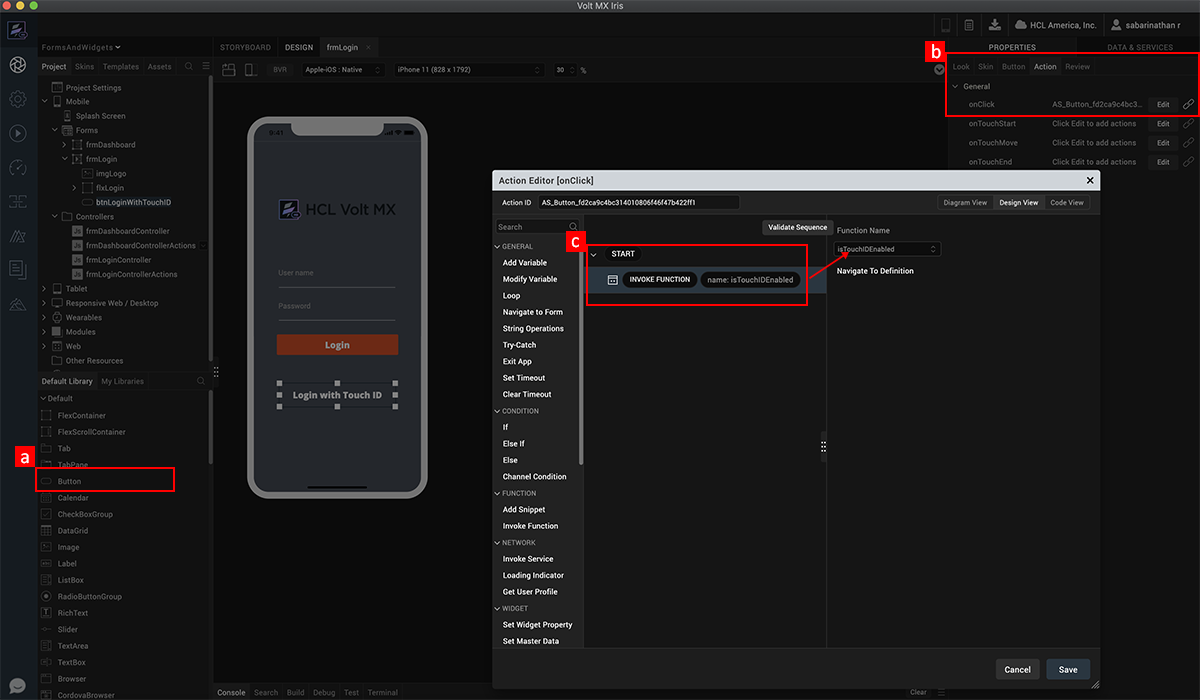 Volt MX Iris
HCL America, Inc.
sabarinathan r
FormsAndWidgets
STORYBOARD DESIGN frmLogin
PROPERTIES DATA & SERVICES
b
Project Skins Templates Assets
BVR Apple-iOS : Native iPhone 11 (828 x 1792) 30 %
Look Skin Button Action Review
General
onClick AS_Button_fd2ca9c4bc3... Edit
onTouchStart Click Edit to add actions Edit
onTouchMove Click Edit to add actions Edit
onTouchEnd Click Edit to add actions Edit
Project Settings
Mobile
Splash Screen
Forms
frmDashboard
frmLogin
imgLogo
flxLogin
btnLoginWithTouchID
Controllers
frmDashboardController
frmDashboardControllerActions
frmLoginController
frmLoginControllerActions
Tablet
Responsive Web / Desktop
Wearables
Modules
Web
Other Resources
Default Library My Libraries
Default
FlexContainer
FlexScrollContainer
Tab
TabPane
a
Button
Calendar
CheckBoxGroup
DataGrid
Image
Label
ListBox
RadioButtonGroup
RichText
Slider
TextArea
TextBox
Browser
CordovaBrowser
9:41
HCL Volt MX
User name
Password
Login
Login with Touch ID
Action Editor [onClick]
Action ID AS_Button_fd2ca9c4bc314010806f46f47b422ff1
Diagram View Design View Code View
Search
Validate Sequence
Function Name
isTouchIDEnabled
Navigate To Definition
c
START
INVOKE FUNCTION name: isTouchIDEnabled
GENERAL
Add Variable
Modify Variable
Loop
Navigate to Form
String Operations
Try-Catch
Exit App
Set Timeout
Clear Timeout
CONDITION
If
Else If
Else
Channel Condition
FUNCTION
Add Snippet
Invoke Function
NETWORK
Invoke Service
Loading Indicator
Get User Profile
WIDGET
Set Widget Property
Set Master Data
Cancel Save
Console Search Build Debug Test Terminal
Clear